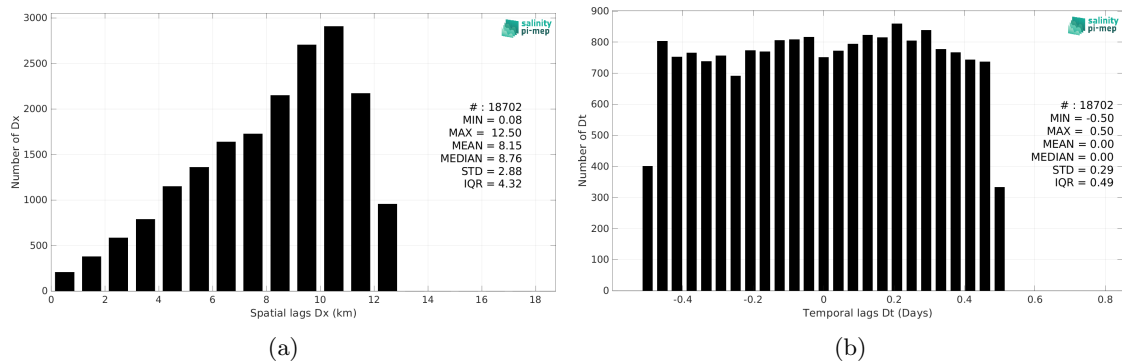 3000
2500
2000
1500
1000
500
0
Number of Dx
0 2 4 6 8 10 12 14 16 18
Spatial lags Dx (km)
salinity
pi-mep
# : 18702
MIN = 0.08
MAX = 12.50
MEAN = 8.15
MEDIAN = 8.76
STD = 2.88
IQR = 4.32
(a)
900
800
700
600
500
400
300
200
100
0
Number of Dt
-0.4 -0.2 0 0.2 0.4 0.6 0.8
Temporal lags Dt (Days)
salinity
pi-mep
# : 18702
MIN = -0.50
MAX = 0.50
MEAN = 0.00
MEDIAN = 0.00
STD = 0.29
IQR = 0.49
(b)